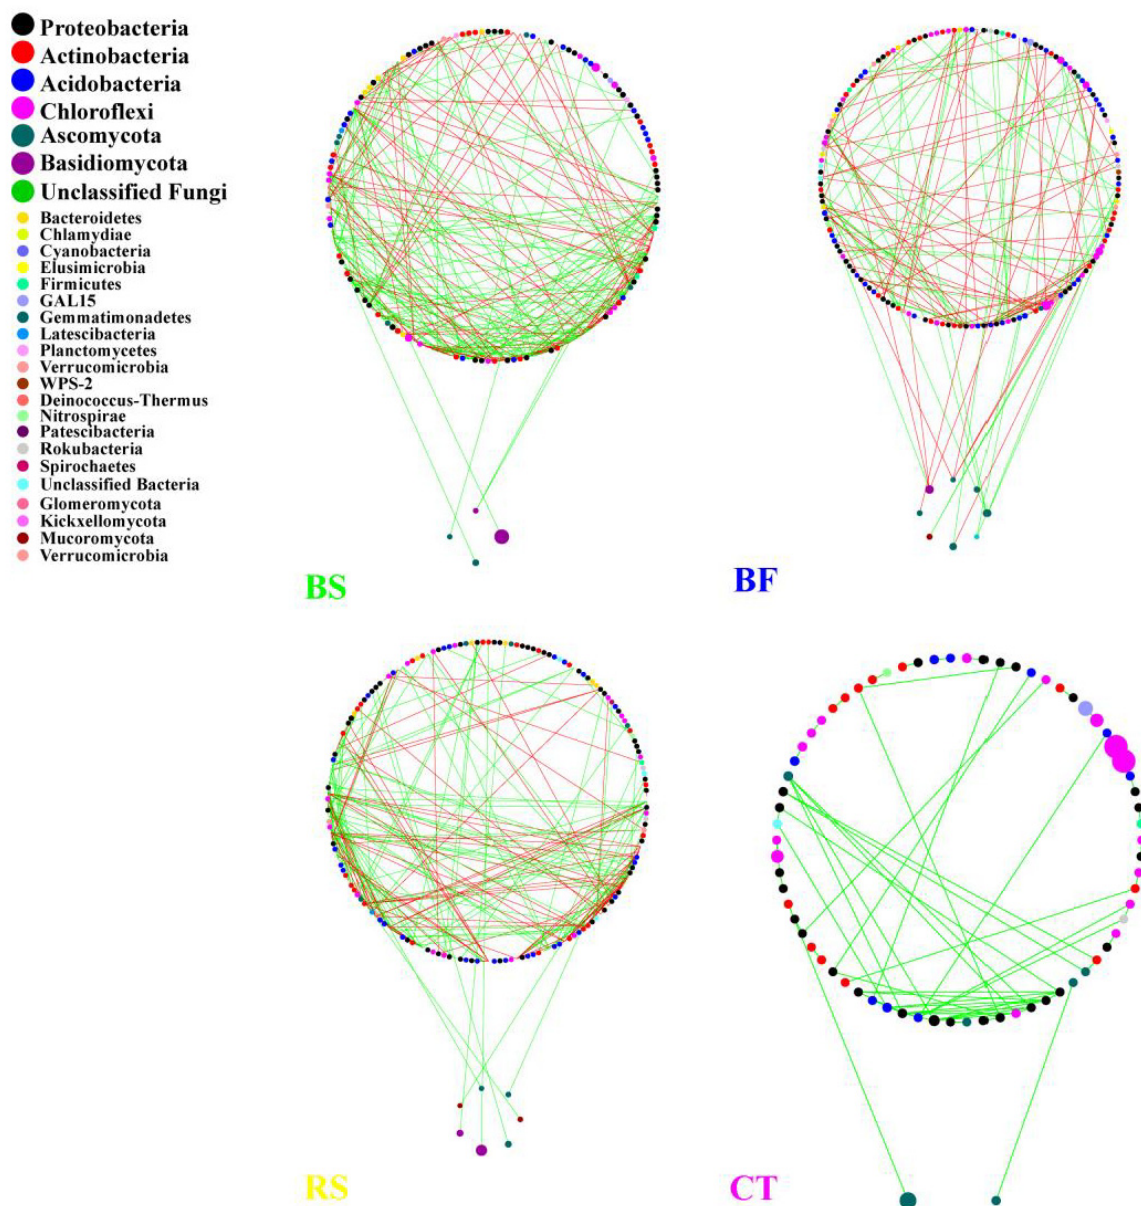 Proteobacteria
Actinobacteria
Acidobacteria
Chloroflexi
Ascomycota
Basidiomycota
Unclassified Fungi
Bacteroidetes
Chlamydiae
Cyanobacteria
Elusimicrobia
Firmicutes
GAL15
Gemmatimonadetes
Latescibacteria
Planctomycetes
Verrucomicrobia
WPS-2
Deinococcus-Thermus
Nitrospirae
Patescibacteria
Rokubacteria
Spirochaetes
Unclassified Bacteria
Glomeromycota
Kickxellomycota
Mucoromycota
Verrucomicrobia
BS
BF
RS
CT